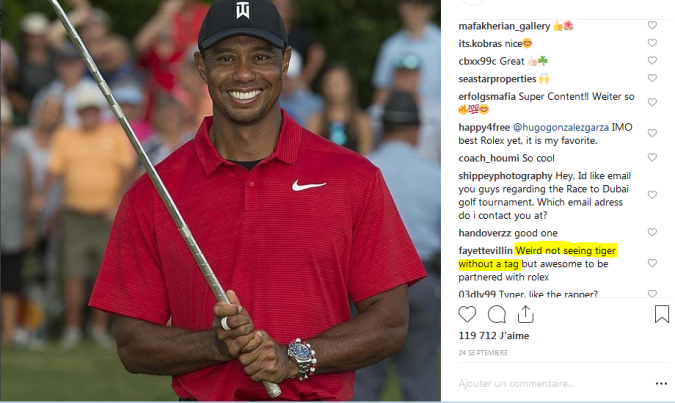 TW
mafakherian_gallery 👍🌺
its.kobras nice😊
cbxx99c Great 👍🏻☘️
seastarproperties 🙌
erfolgsmafia Super Content!! Weiter so
🔥💯😊
happy4free @hugogonzalezgarza IMO
best Rolex yet, it is my favorite.
coach_houmi So cool
shippeyphotography Hey, Id like email
you guys regarding the Race to Dubai
golf tournament. Which email adress
do i contact you at?
handoverzz good one
fayettevillin Weird not seeing tiger
without a tag but awesome to be
partnered with rolex
03dly99 Tyger, like the rapper?
119 712 J'aime
24 SEPTEMBRE
Ajouter un commentaire...